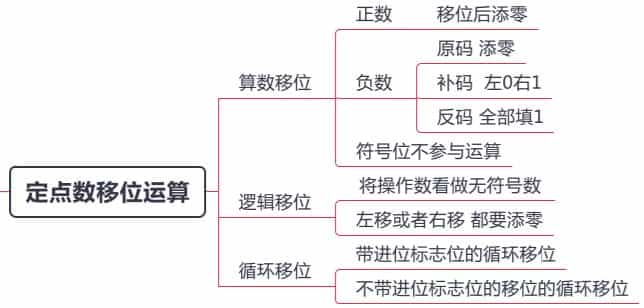 正数 移位后添零
原码 添零
算数移位 负数 补码 左0右1
反码 全部填1
符号位不参与运算
定点数移位运算
将操作数看做无符号数
逻辑移位
左移或者右移 都要添零
带进位标志位的循环移位
循环移位
不带进位标志位的移位的循环移位